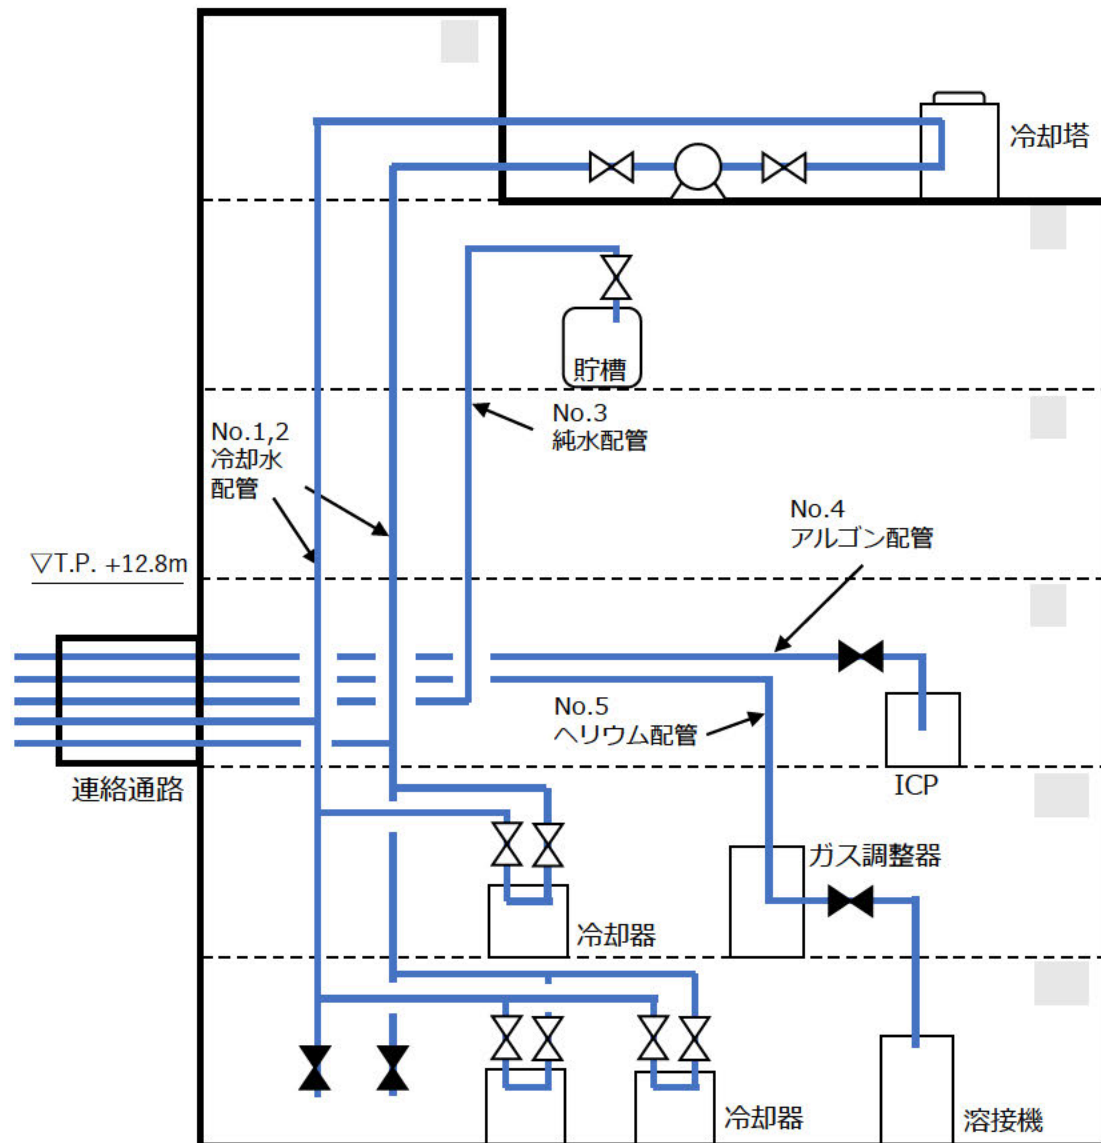 冷却塔
貯槽
No.3
純水配管
No.1,2
冷却水
配管
No.4
アルゴン配管
▽T.P. +12.8m
No.5
ヘリウム配管
連絡通路
ICP
ガス調整器
冷却器
冷却器
溶接機